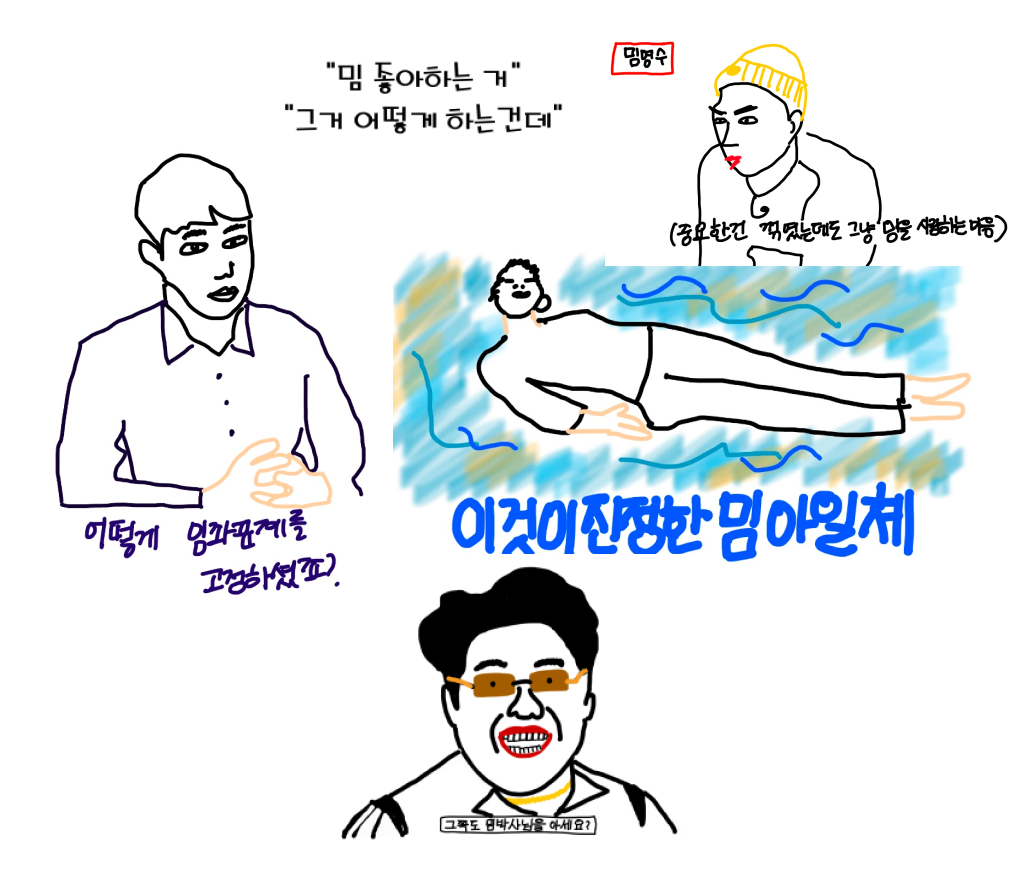 "밈 좋아하는 거"
"그거 어떻게 하는건데"
밈명수
(중요한건 꺾였는데도 그냥 밈을 사랑하는 마음)
어떻게 밈좌표계를
고정하셨죠?
이것이 진정한 밈아일체
그쪽도 밈박사님을 아세요?